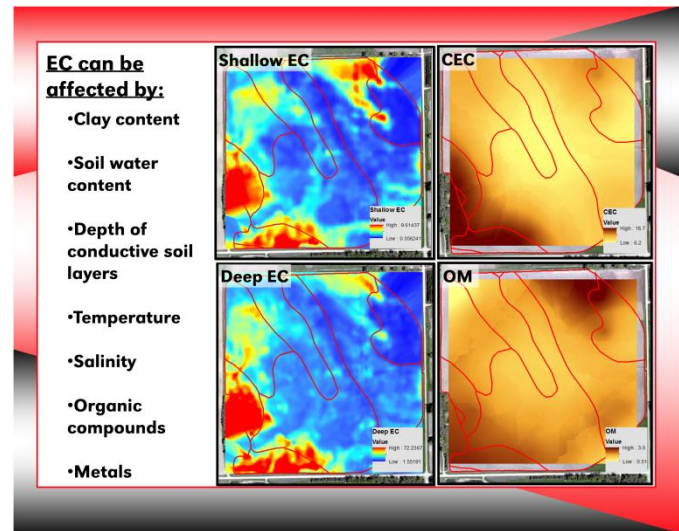 EC can be
affected by:
•Clay content
•Soil water
content
•Depth of
conductive soil
layers
•Temperature
•Salinity
•Organic
compounds
•Metals
Shallow EC
Shallow EC
Value
High : 9.61437
Low : 0.356241
CEC
CEC
Value
High : 16.7
Low : 6.2
Deep EC
Deep EC
Value
High : 72.2367
Low : 1.55191
OM
OM
Value
High : 3.9
Low : 0.51